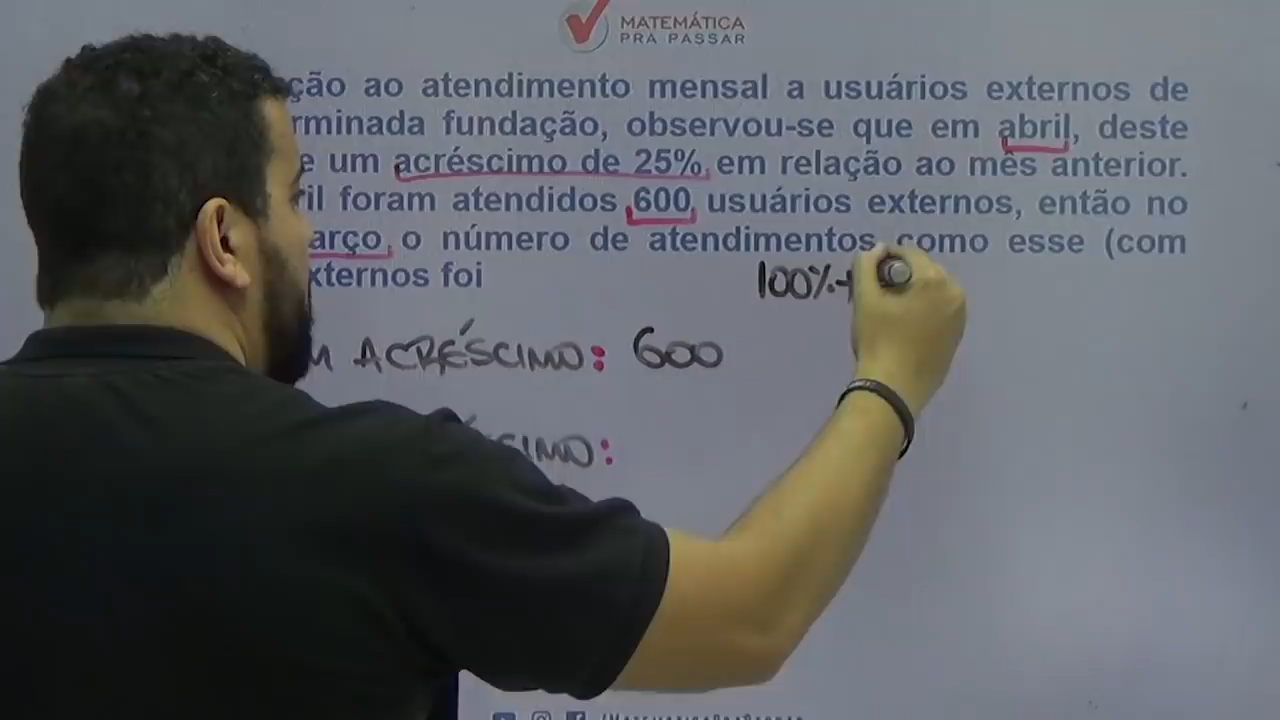 MATEMÁTICA
PRA PASSAR
ção ao atendimento mensal a usuários externos de
rminada fundação, observou-se que em abril, deste
e um acréscimo de 25% em relação ao mês anterior.
ril foram atendidos 600 usuários externos, então no
arço o número de atendimentos como esse (com
xternos foi
100%+
M ACRÉSCIMO: 600
ÉSCIMO: